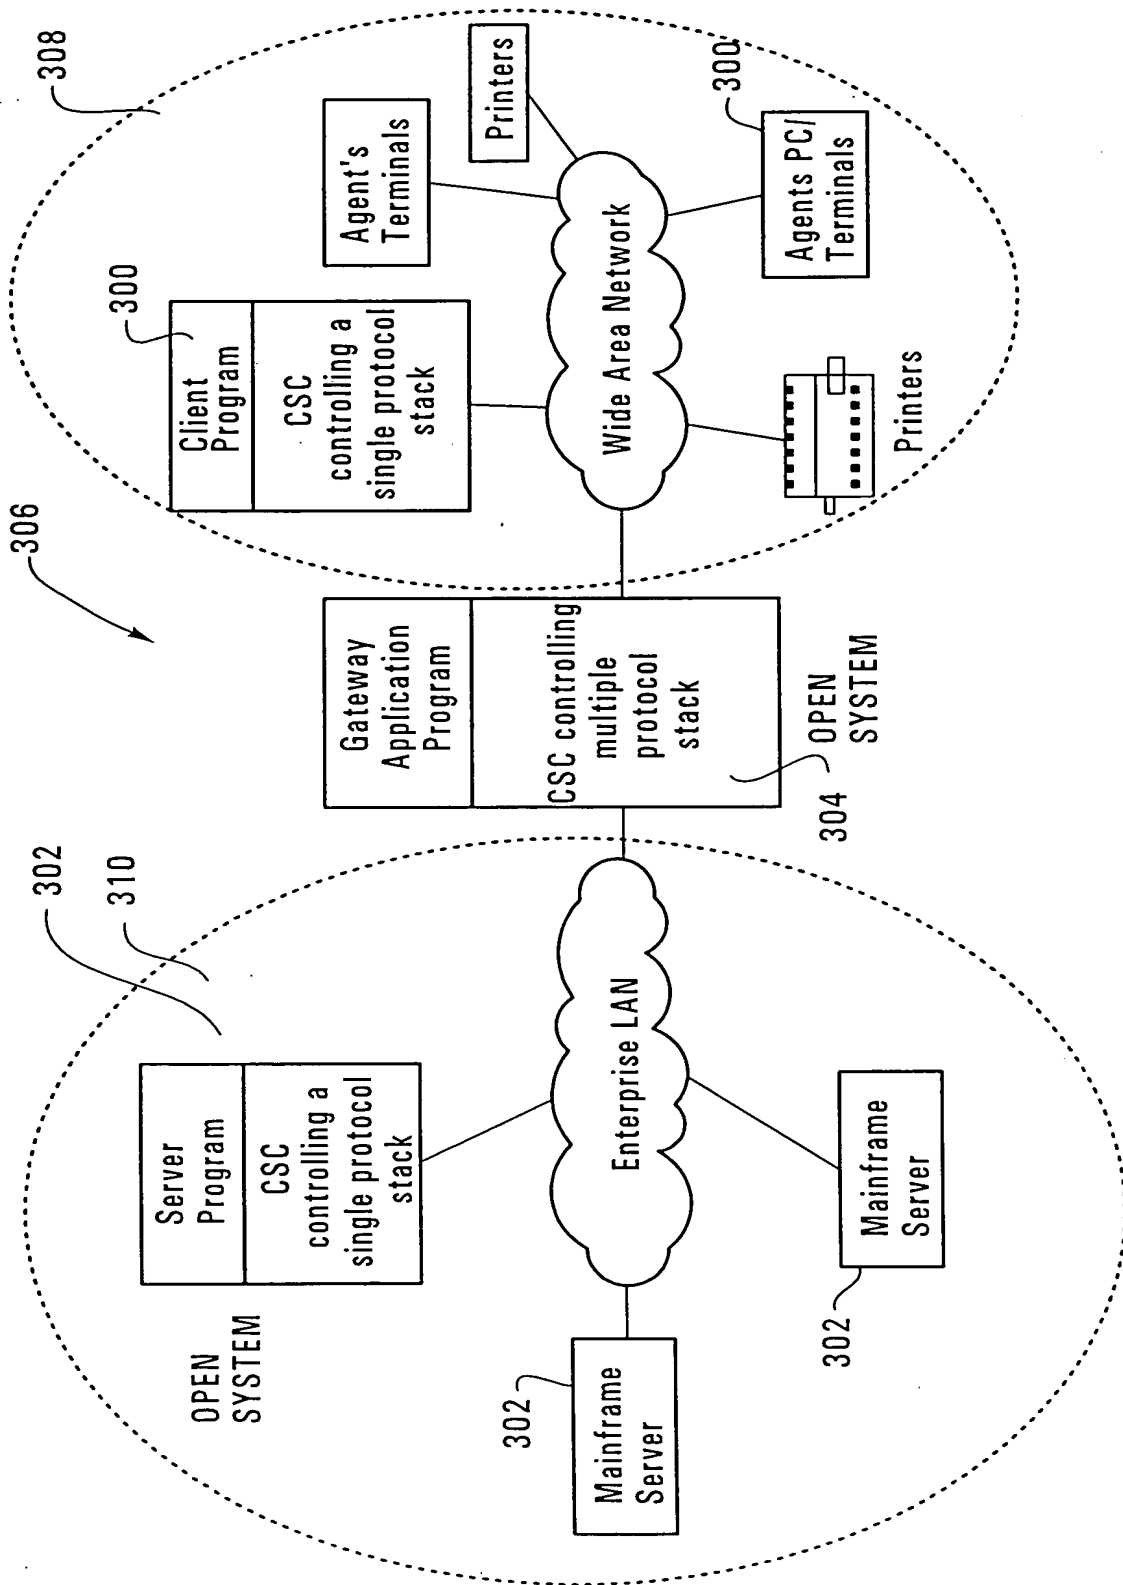 306
308
302
310
OPEN
SYSTEM
Server
Program
CSC
controlling a
single protocol
stack
Enterprise LAN
302
Mainframe
Server
302
Mainframe
Server
Gateway
Application
Program
CSC controlling
multiple
protocol
stack
304
OPEN
SYSTEM
300
Client
Program
CSC
controlling a
single protocol
stack
Agent's
Terminals
Printers
Wide Area Network
Printers
300
Agents PC/
Terminals